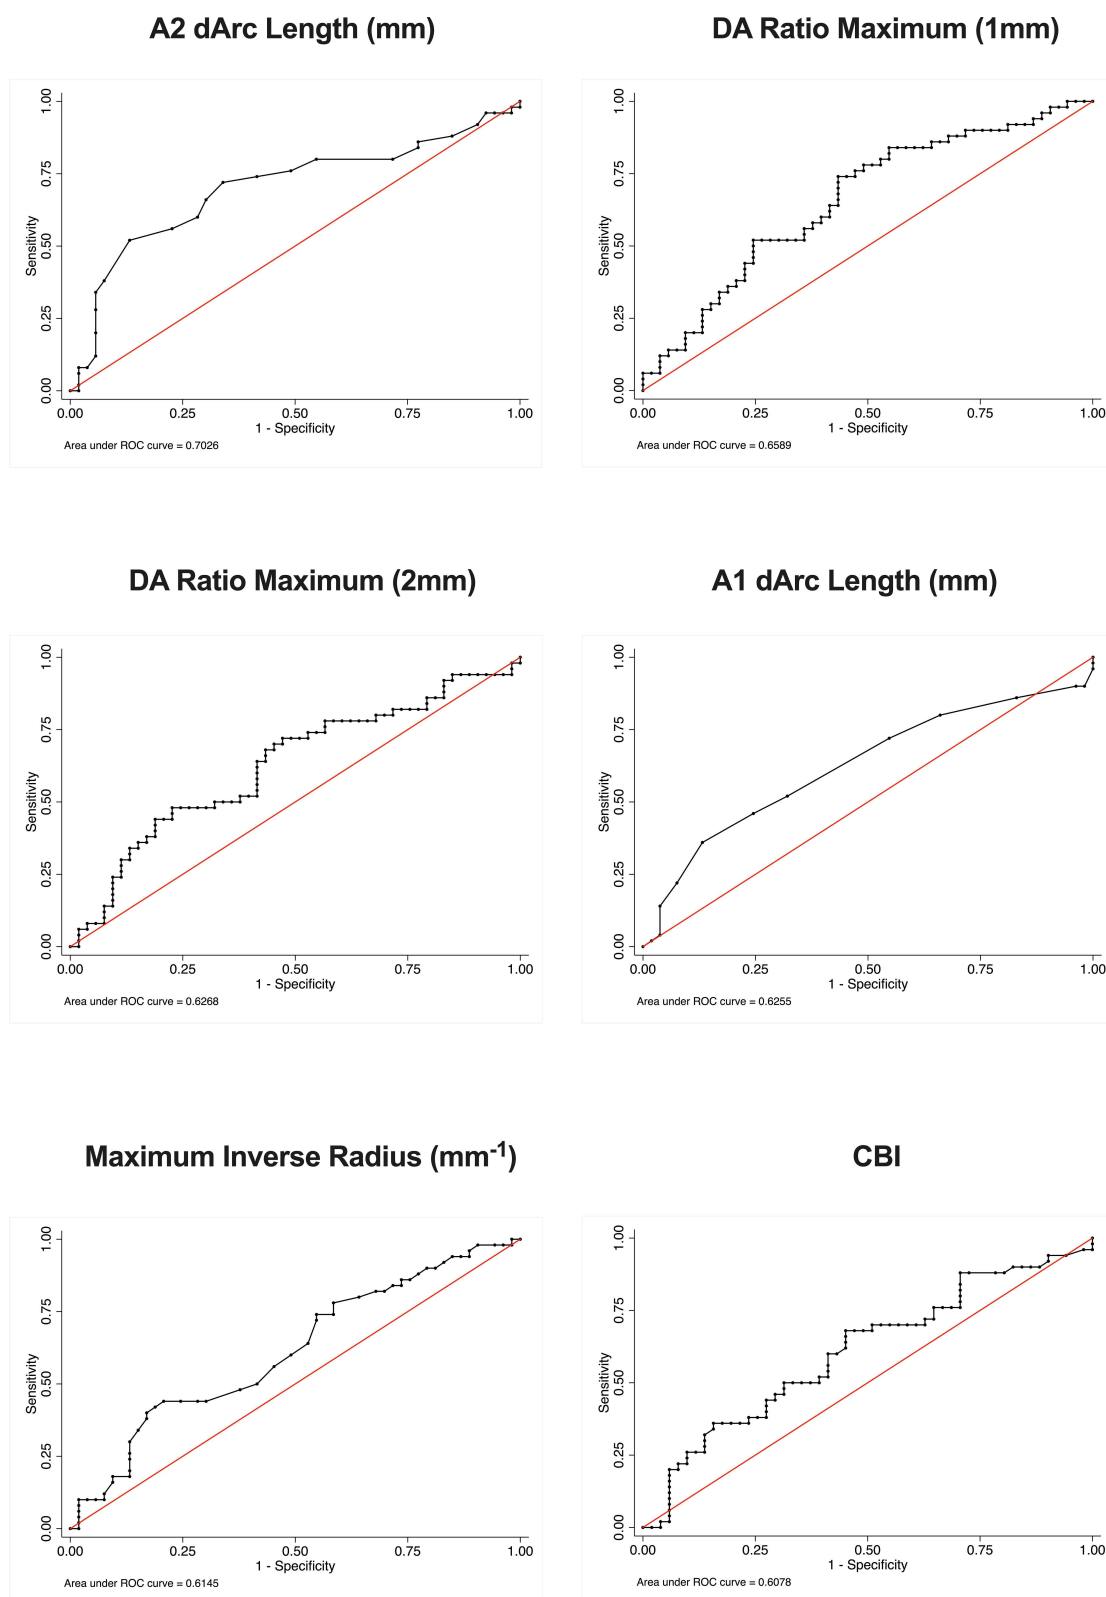 A2 dArc Length (mm)
DA Ratio Maximum (1mm)
1.00
0.75
0.50
0.25
0.00
Sensitivity
0.00 0.25 0.50 0.75 1.00
1 - Specificity
Area under ROC curve = 0.7026
1.00
0.75
0.50
0.25
0.00
Sensitivity
0.00 0.25 0.50 0.75 1.00
1 - Specificity
Area under ROC curve = 0.6589
DA Ratio Maximum (2mm)
A1 dArc Length (mm)
1.00
0.75
0.50
0.25
0.00
Sensitivity
0.00 0.25 0.50 0.75 1.00
1 - Specificity
Area under ROC curve = 0.6268
1.00
0.75
0.50
0.25
0.00
Sensitivity
0.00 0.25 0.50 0.75 1.00
1 - Specificity
Area under ROC curve = 0.6255
Maximum Inverse Radius (mm⁻¹)
CBI
1.00
0.75
0.50
0.25
0.00
Sensitivity
0.00 0.25 0.50 0.75 1.00
1 - Specificity
Area under ROC curve = 0.6145
1.00
0.75
0.50
0.25
0.00
Sensitivity
0.00 0.25 0.50 0.75 1.00
1 - Specificity
Area under ROC curve = 0.6078